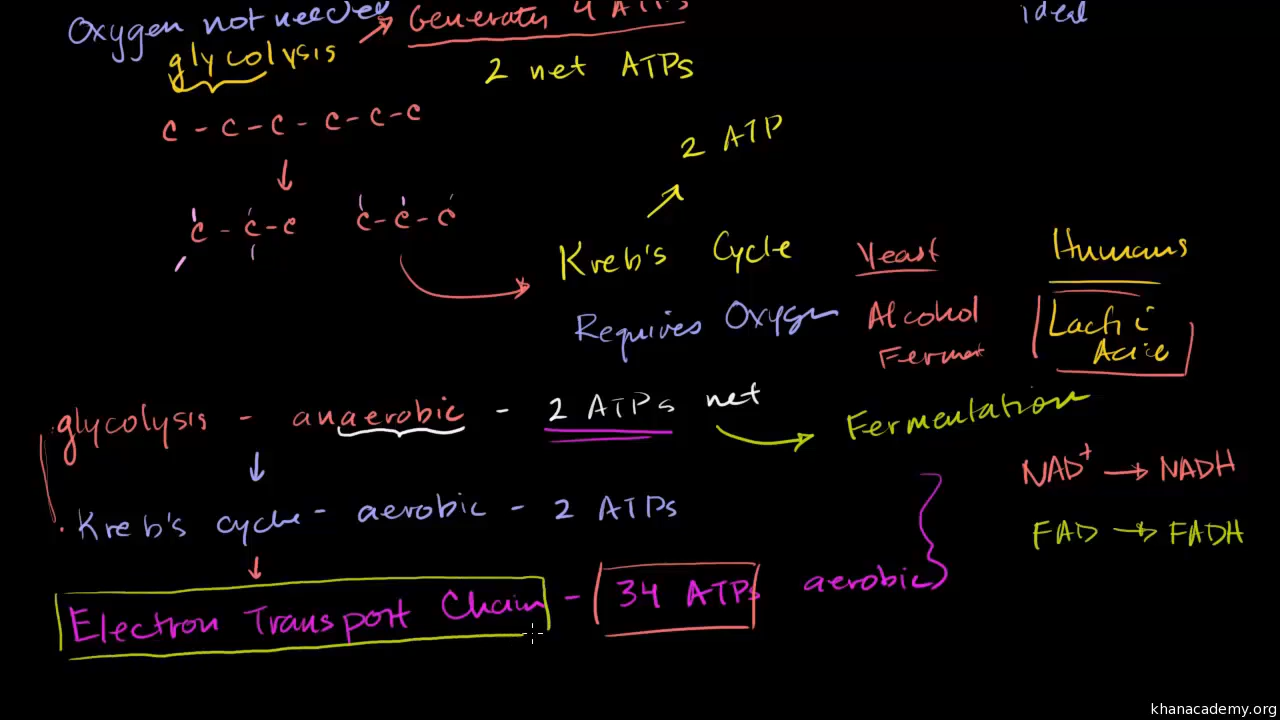 Oxygen not needed
Generates 4 ATPs
ideal
glycolysis
2 net ATPs
C - C - C - C - C - C
2 ATP
C - C - C
C - C - C
Kreb's Cycle
Requires Oxygen
Yeast
Alcohol
Ferment
Humans
Lactic
Acid
glycolysis - anaerobic - 2 ATPs net
Fermentation
NAD+ → NADH
Kreb's cycle - aerobic - 2 ATPs
FAD → FADH
Electron Transport Chain - 34 ATPs aerobic
khanacademy.org